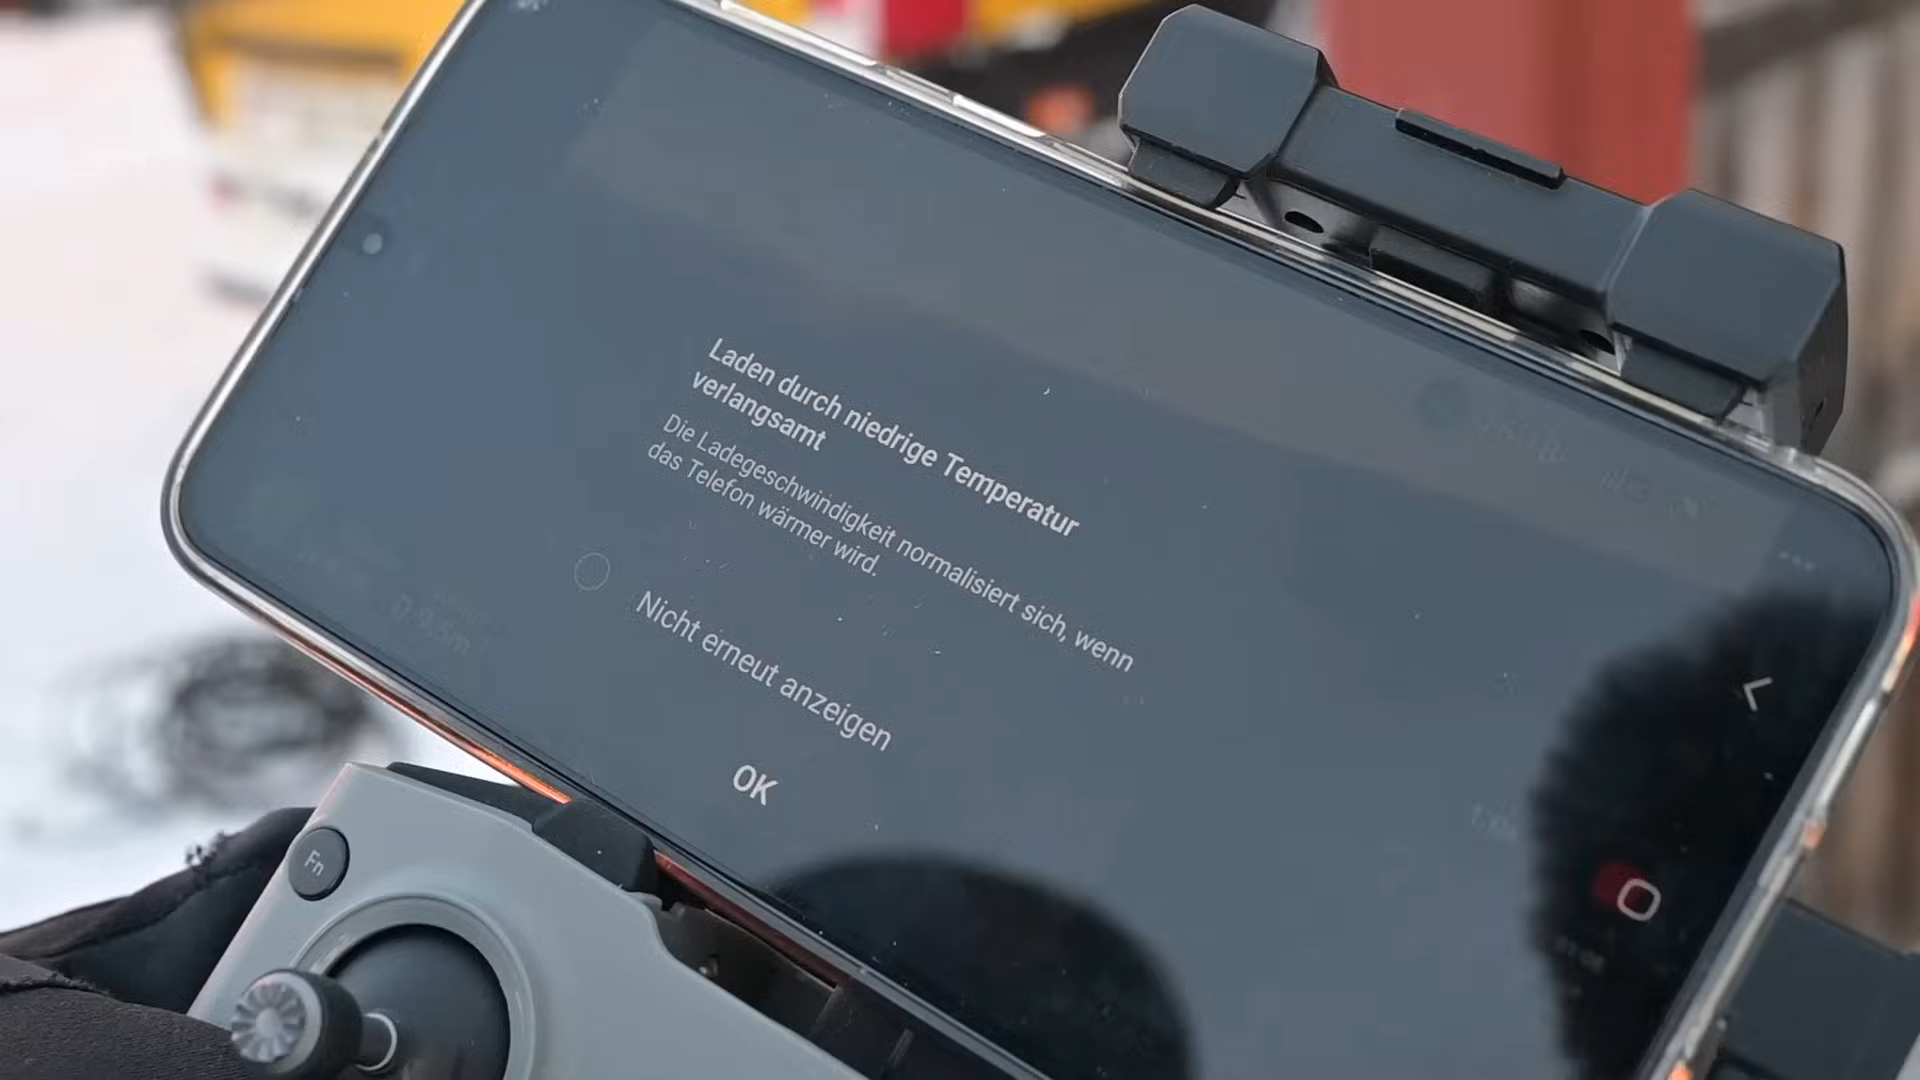 Laden durch niedrige Temperatur
verlangsamt
Die Ladegeschwindigkeit normalisiert sich, wenn
das Telefon wärmer wird.
Nicht erneut anzeigen
OK
Fn